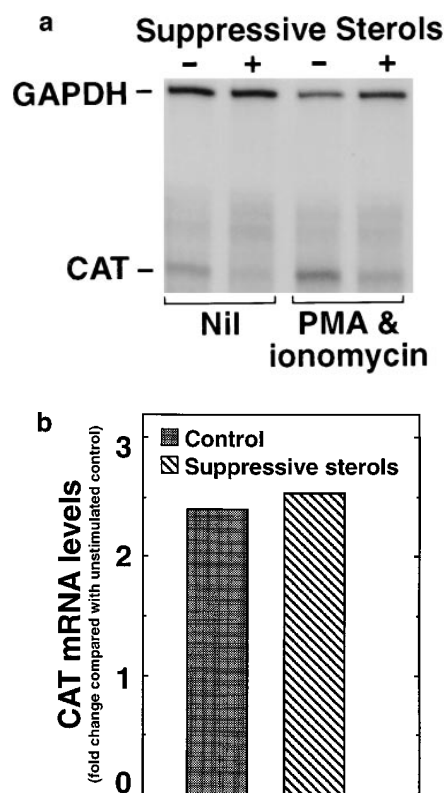 a
Suppressive Sterols
– + – +
GAPDH –
CAT –
Nil
PMA &
ionomycin
b
CAT mRNA levels
(fold change compared with unstimulated control)
3
2
1
0
Control
Suppressive sterols